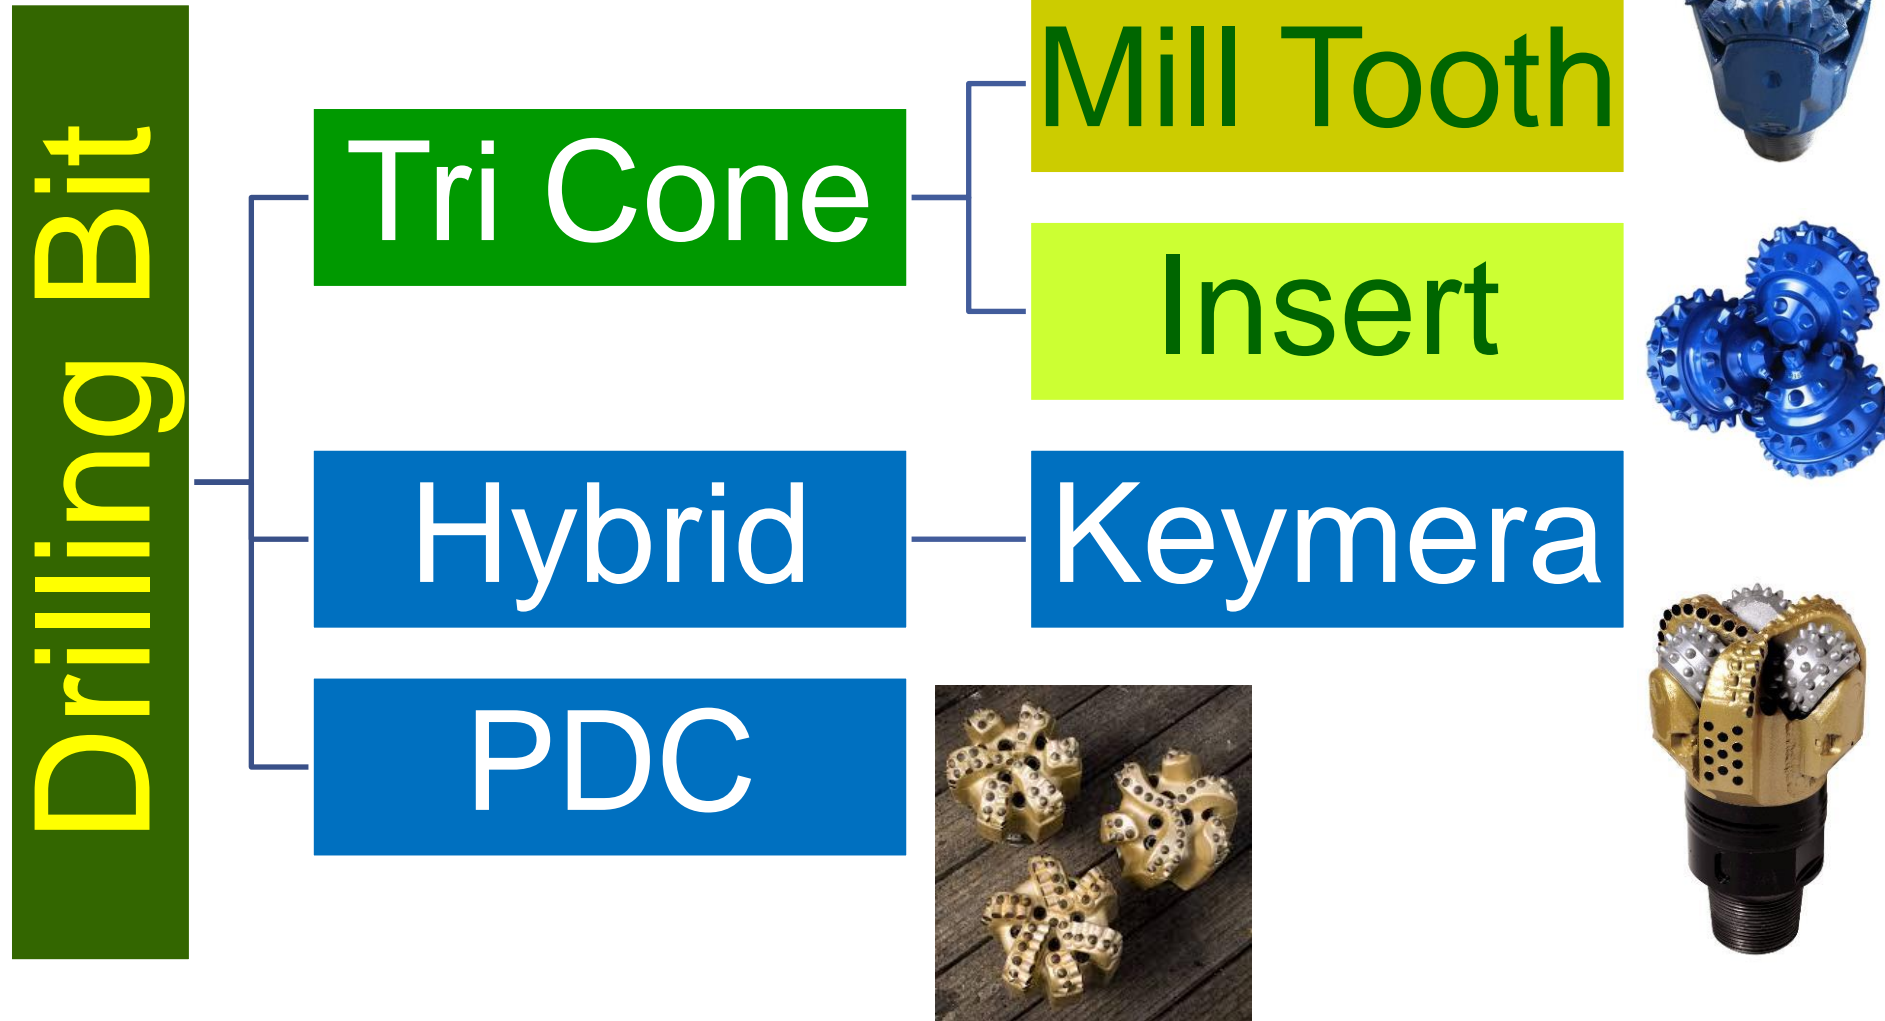 Drilling Bit
Tri Cone
Mill Tooth
Insert
Hybrid
Keymera
PDC